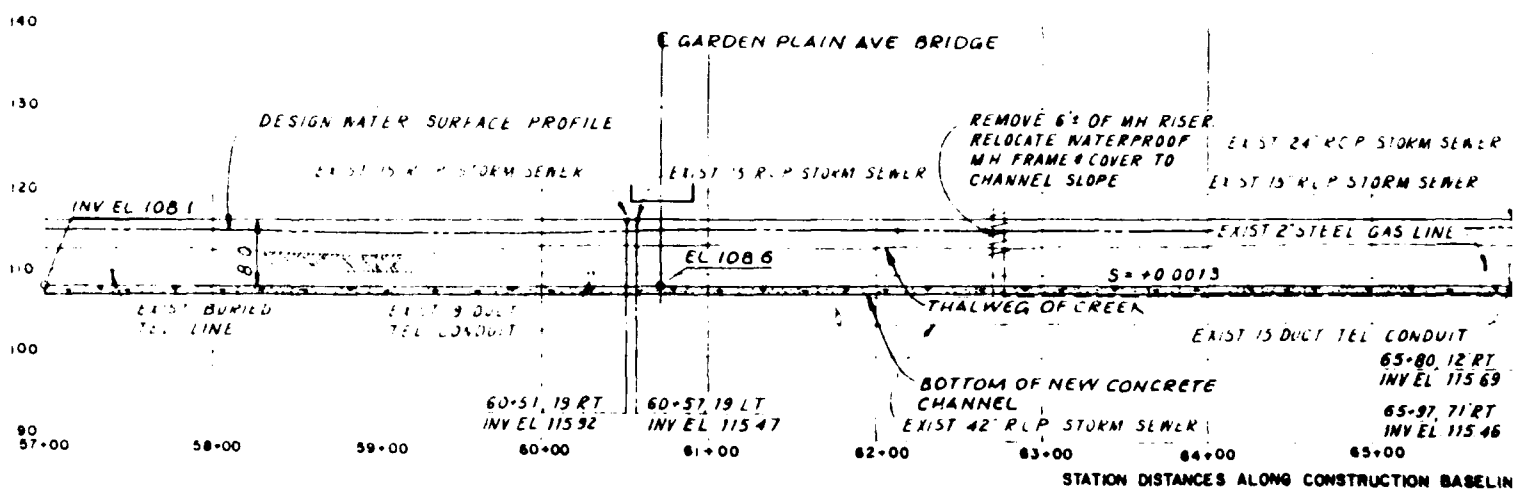 140
130
120
110
100
90
℄ GARDEN PLAIN AVE BRIDGE
DESIGN WATER SURFACE PROFILE
EXIST 15 RCP STORM SEWER
EXIST 15 RCP STORM SEWER
REMOVE 6"± OF MH RISER
RELOCATE WATERPROOF
MH FRAME & COVER TO
CHANNEL SLOPE
EXIST 24" RCP STORM SEWER
EXIST 15" RCP STORM SEWER
INV EL 108 1
8.0
EXIST 2" STEEL GAS LINE
EL 108 6
S = +0.0013
EXIST BURIED
TEL LINE
EXIST 9 DUCT
TEL CONDUIT
THALWEG OF CREEK
EXIST 15 DUCT TEL CONDUIT
65+80, 12' RT
INV EL 115 69
65+97, 71' RT
INV EL 115 46
60+51, 19 RT
INV EL 115 92
60+57, 19 LT
INV EL 115 47
BOTTOM OF NEW CONCRETE
CHANNEL
EXIST 42" RCP STORM SEWER
57+00 58+00 59+00 60+00 61+00 62+00 63+00 64+00 65+00
STATION DISTANCES ALONG CONSTRUCTION BASELIN